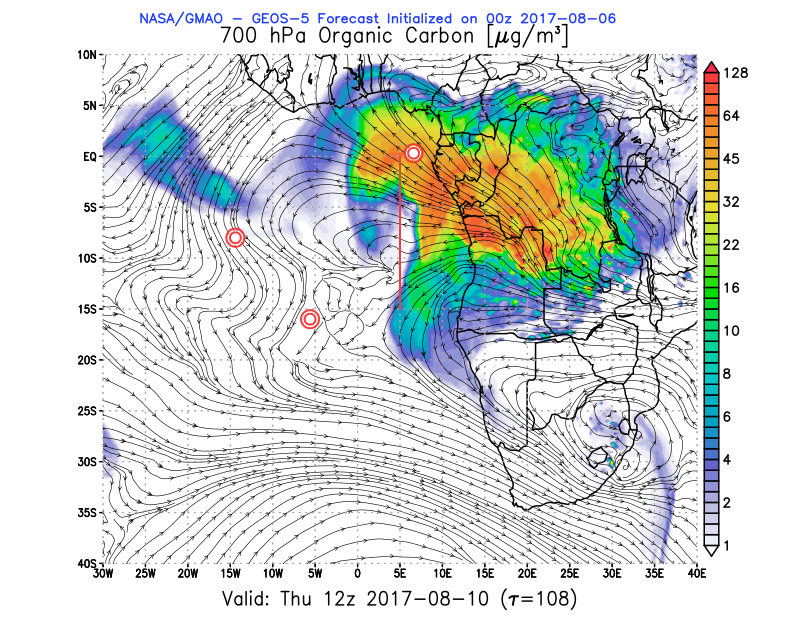 NASA/GMAO – GEOS–5 Forecast Initialized on 00z 2017–08–06
700 hPa Organic Carbon [μg/m³]
10N
5N
EQ
5S
10S
15S
20S
25S
30S
35S
40S
30W 25W 20W 15W 10W 5W 0 5E 10E 15E 20E 25E 30E 35E 40E
128
64
45
32
22
16
10
8
6
4
2
1
Valid: Thu 12z 2017–08–10 (τ=108)